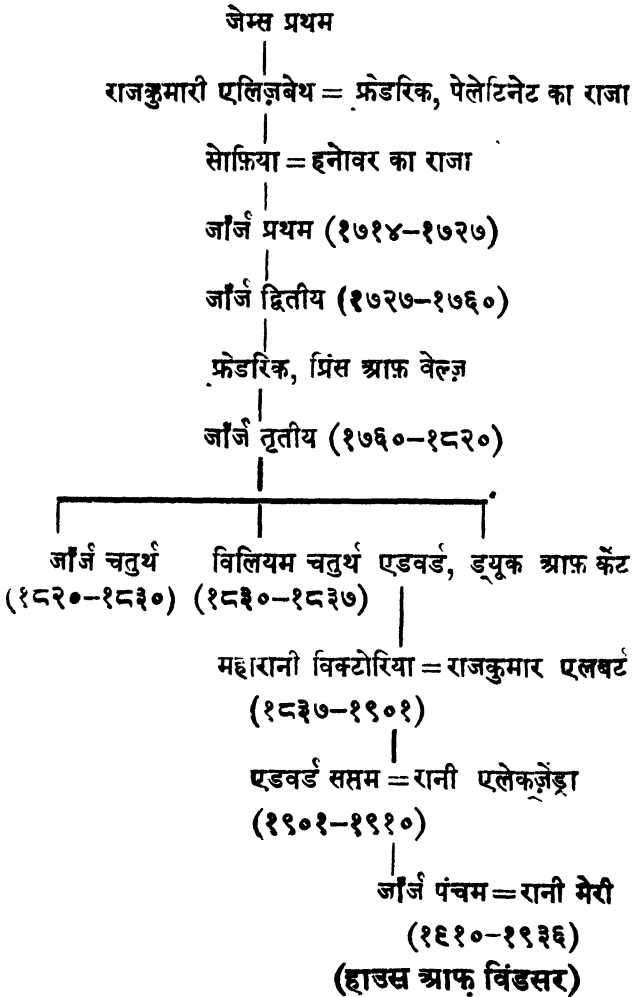 जेम्स प्रथम
राजकुमारी एलिज़बेथ = फ्रेडरिक, पेलेटिनेट का राजा
सोफ़िया = हनोवर का राजा
जॉर्ज प्रथम (१७१४–१७२७)
जॉर्ज द्वितीय (१७२७–१७६०)
फ्रेडरिक, प्रिंस आफ़ वेल्ज़
जॉर्ज तृतीय (१७६०–१८२०)
जॉर्ज चतुर्थ विलियम चतुर्थ एडवर्ड, ड्यूक आफ़ केंट
(१८२०–१८३०) (१८३०–१८३७)
महारानी विक्टोरिया = राजकुमार एलबर्ट
(१८३७–१९०१)
एडवर्ड सप्तम = रानी एलेकज़ेंड्रा
(१९०१–१९१०)
जॉर्ज पंचम = रानी मेरी
(१९१०–१९३६)
(हाउस आफ़ विंडसर)